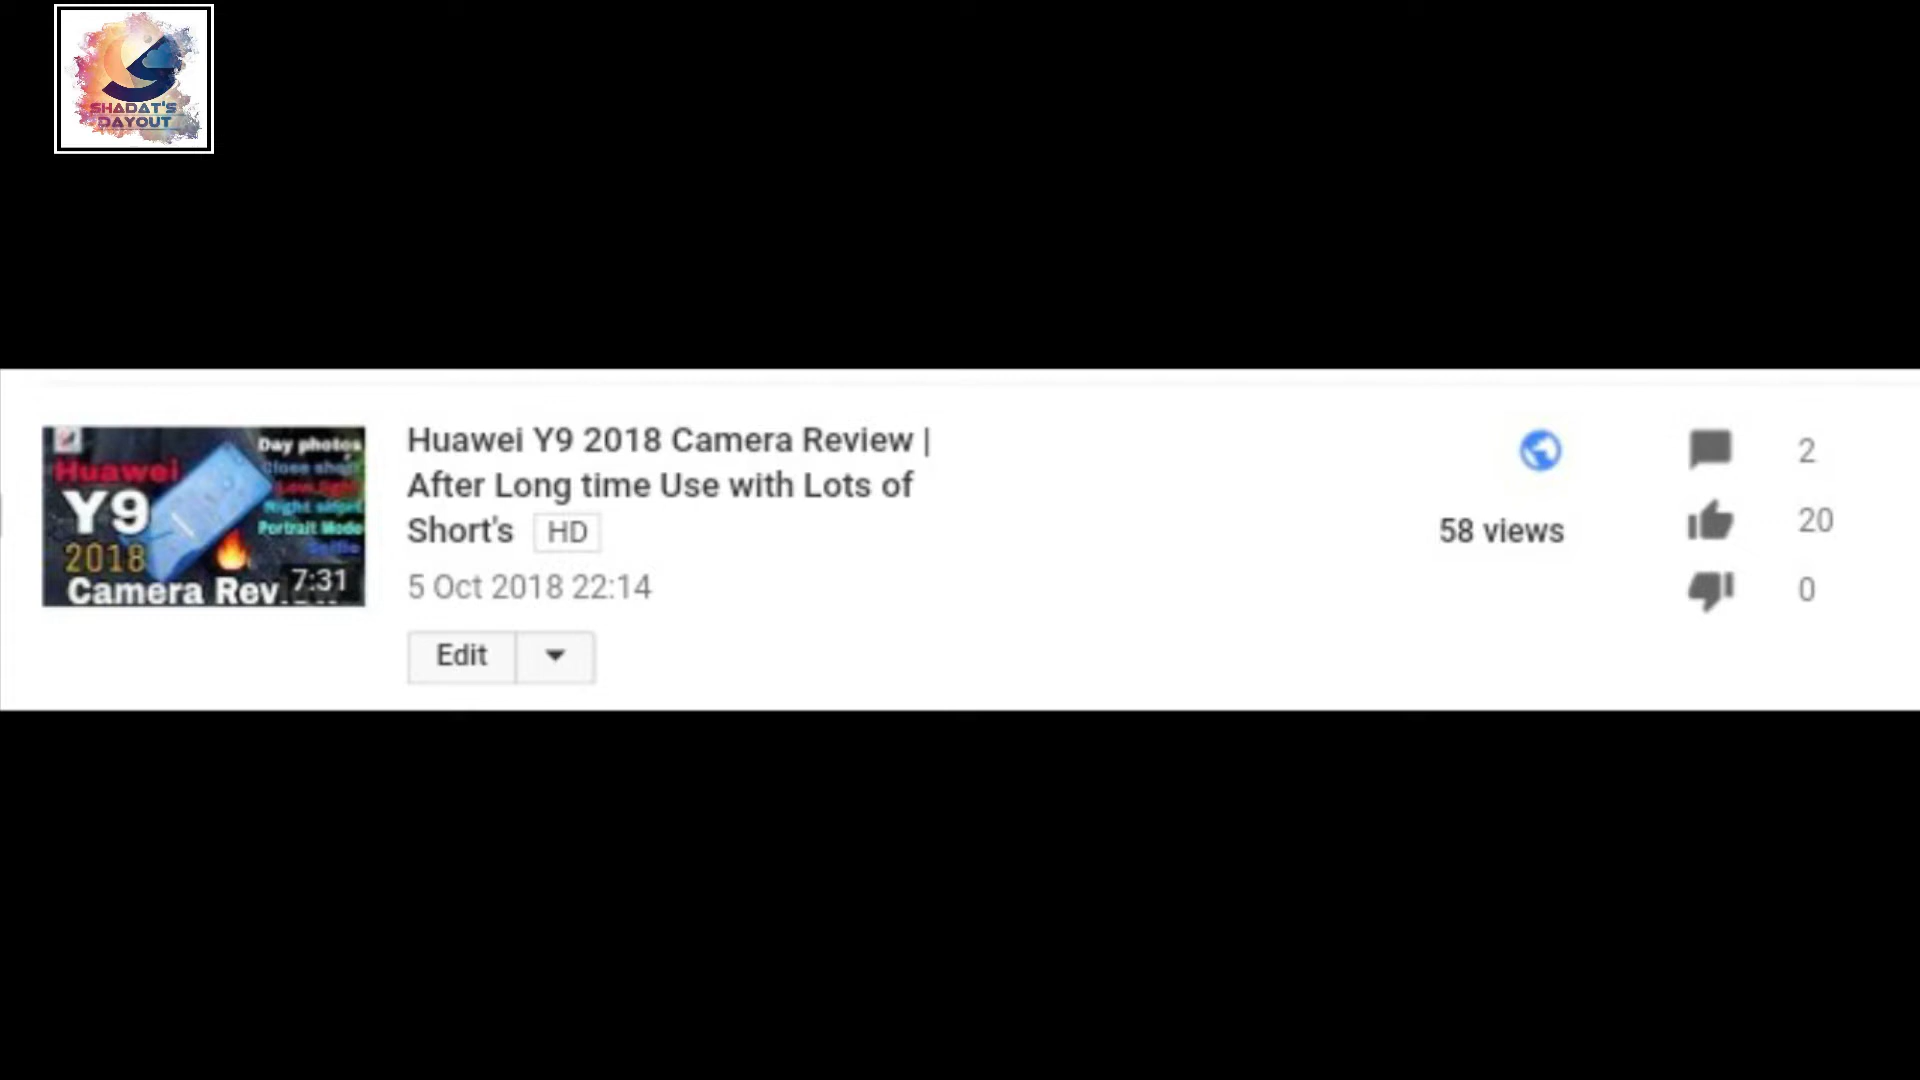 SHADAT'S
DAYOUT
Huawei Y9 2018 Camera Review |
After Long time Use with Lots of
Short's HD
5 Oct 2018 22:14
Edit
58 views
2
20
0
Day photos
Huawei
Y9
2018
Low light
Portrait Mode
Camera Rev
7:31